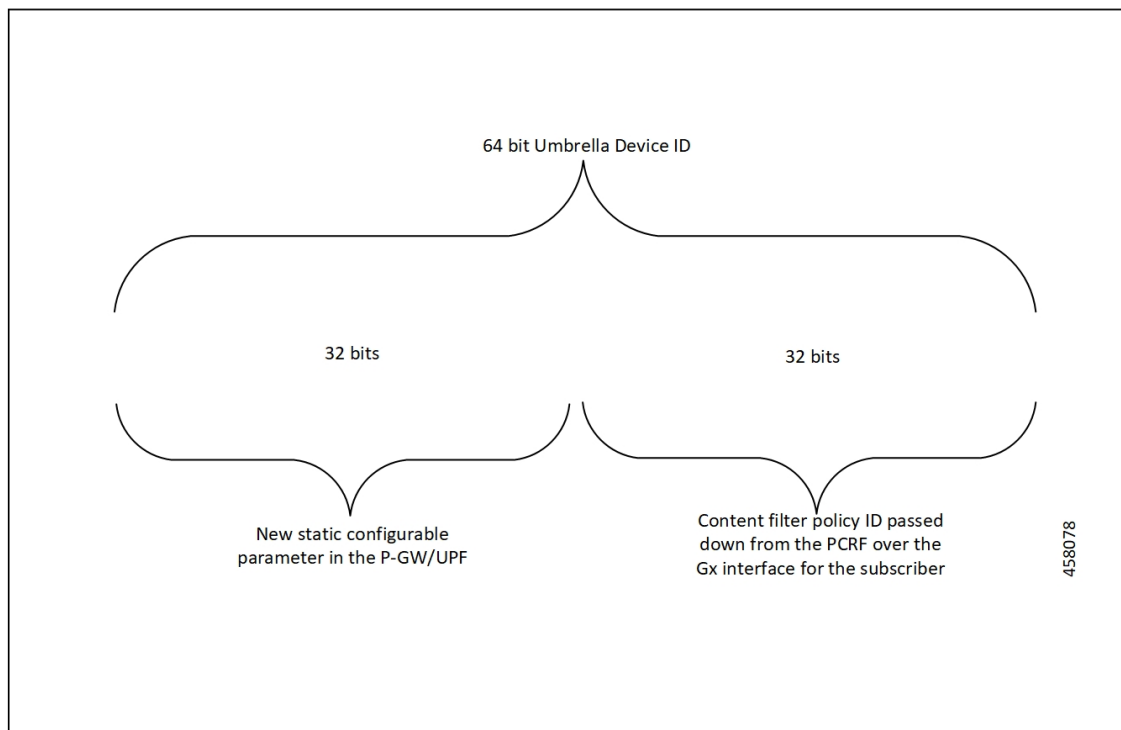 64 bit Umbrella Device ID
32 bits
32 bits
New static configurable
parameter in the P-GW/UPF
Content filter policy ID passed
down from the PCRF over the
Gx interface for the subscriber
458078